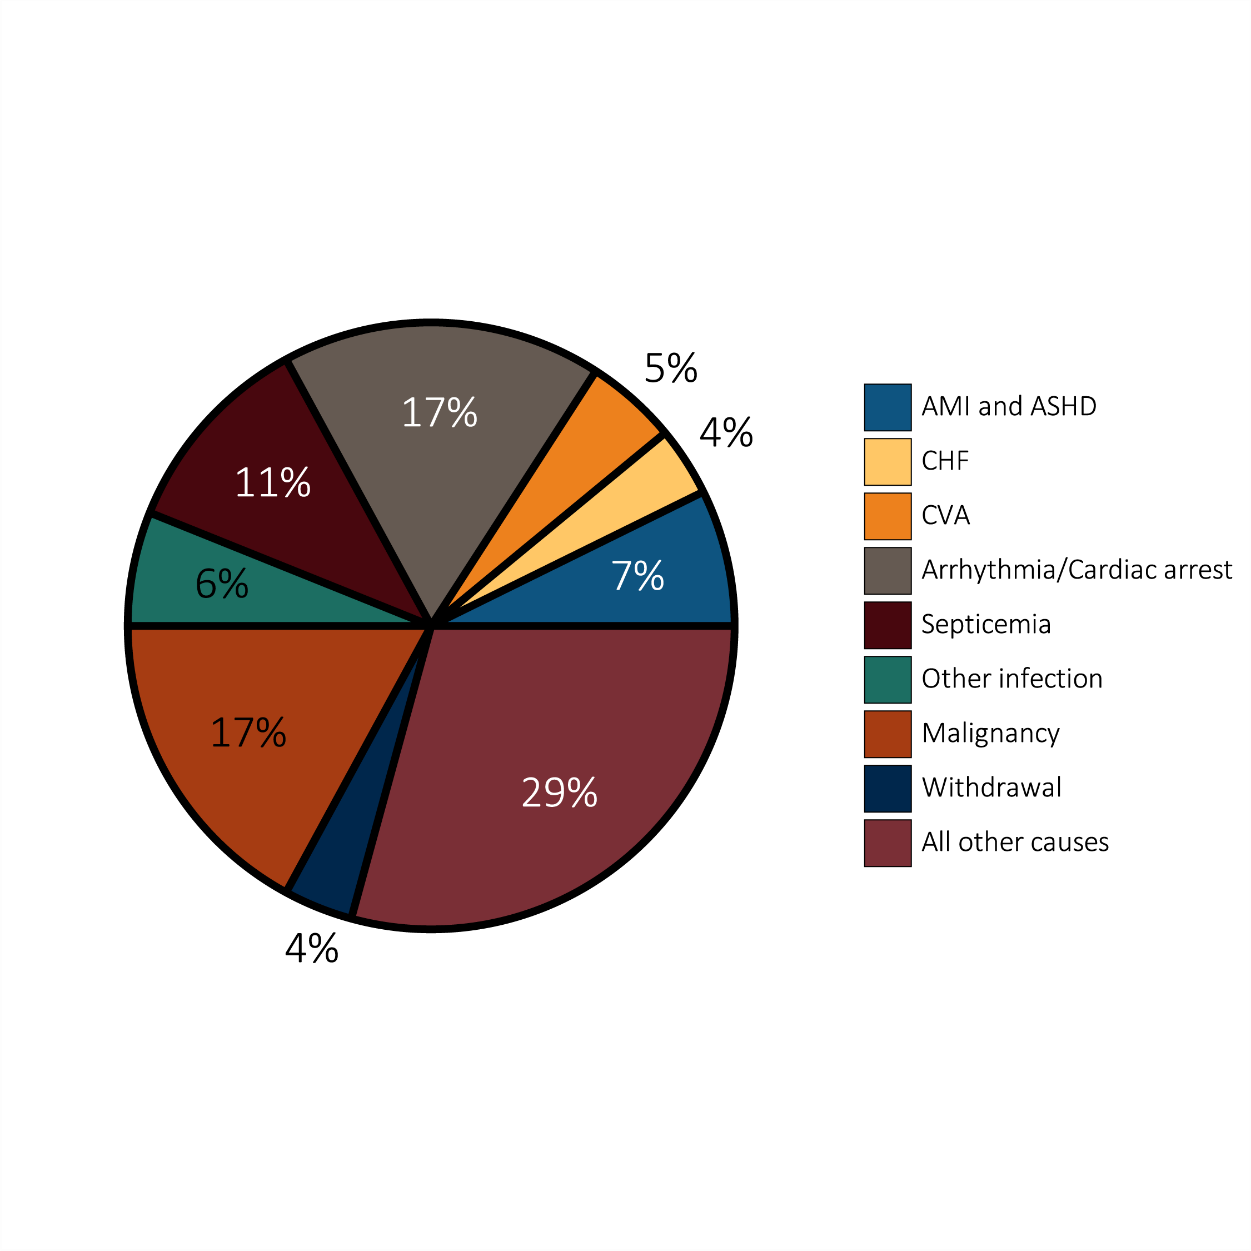 5%
4%
17%
11%
7%
6%
17%
29%
4%
AMI and ASHD
CHF
CVA
Arrhythmia/Cardiac arrest
Septicemia
Other infection
Malignancy
Withdrawal
All other causes